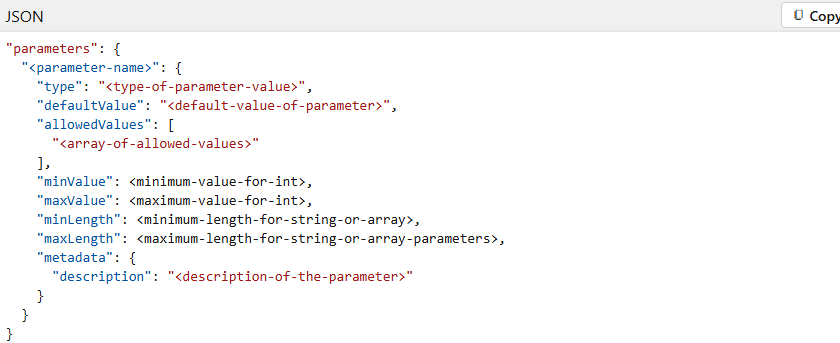 JSON
Copy
"parameters": {
  "<parameter-name>": {
    "type": "<type-of-parameter-value>",
    "defaultValue": "<default-value-of-parameter>",
    "allowedValues": [
      "<array-of-allowed-values>"
    ],
    "minValue": <minimum-value-for-int>,
    "maxValue": <maximum-value-for-int>,
    "minLength": <minimum-length-for-string-or-array>,
    "maxLength": <maximum-length-for-string-or-array-parameters>,
    "metadata": {
      "description": "<description-of-the-parameter>"
    }
  }
}